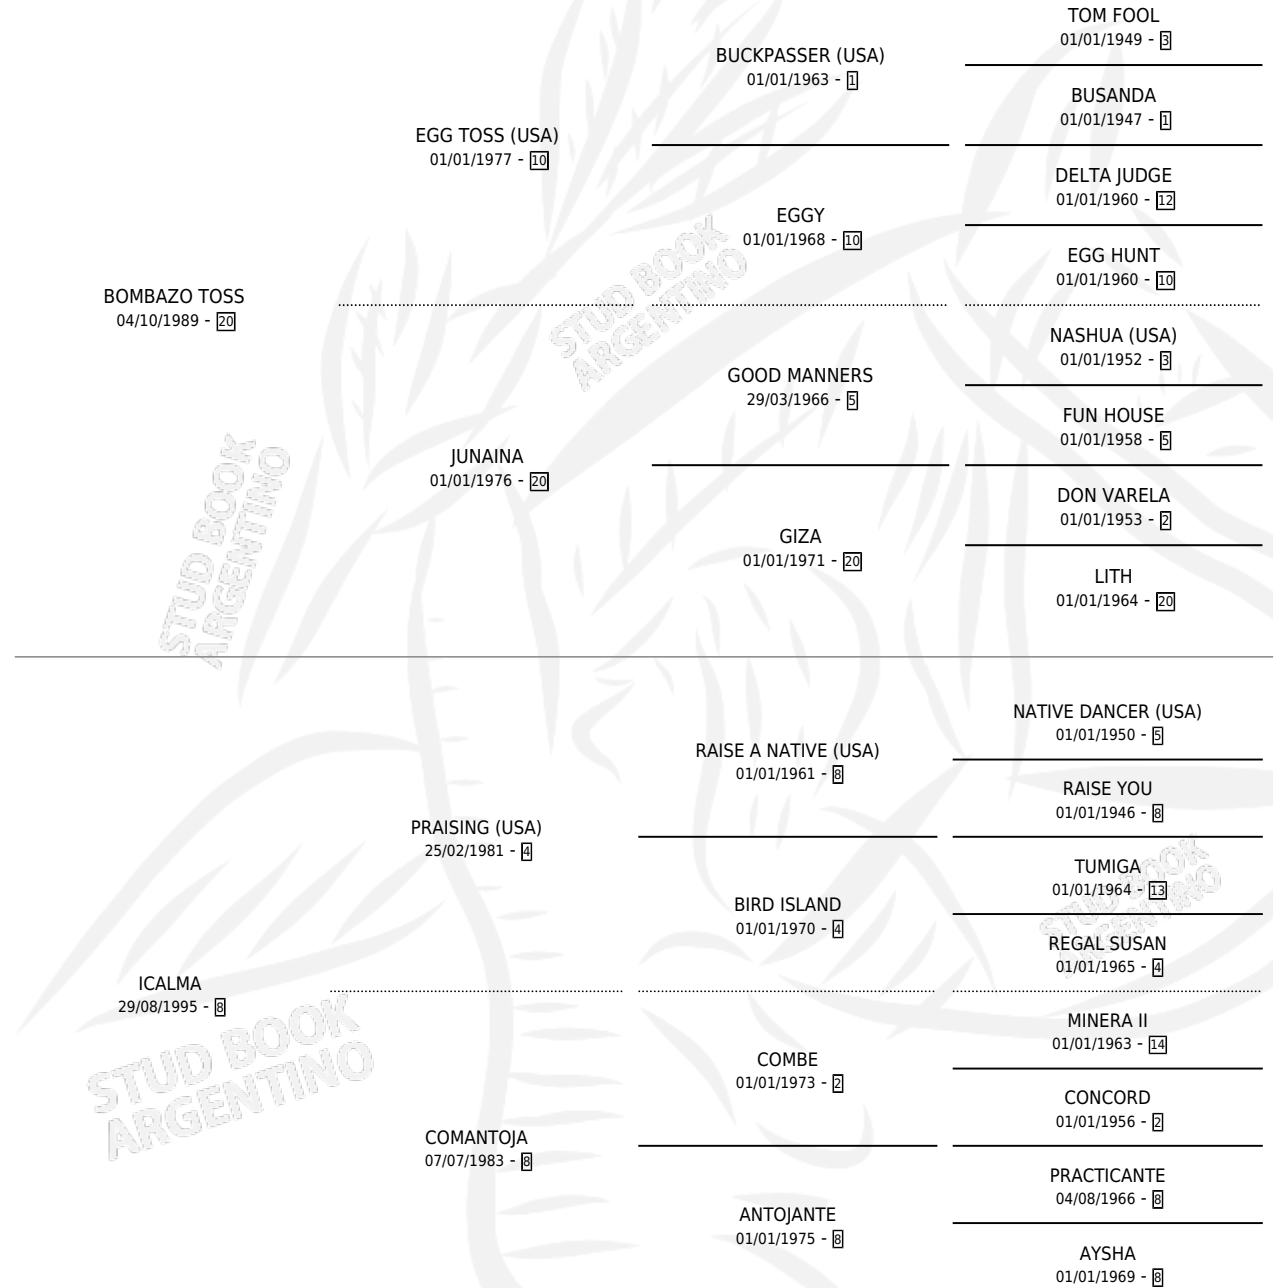 TOM FOOL
01/01/1949 - 3
BUCKPASSER (USA)
01/01/1963 - 1
BUSANDA
01/01/1947 - 1
EGG TOSS (USA)
01/01/1977 - 10
DELTA JUDGE
01/01/1960 - 12
EGGY
01/01/1968 - 10
EGG HUNT
01/01/1960 - 10
BOMBAZO TOSS
04/10/1989 - 20
STUD BOOK
ARGENTINO
NASHUA (USA)
01/01/1952 - 3
GOOD MANNERS
29/03/1966 - 5
FUN HOUSE
01/01/1958 - 5
JUNAINA
01/01/1976 - 20
DON VARELA
01/01/1953 - 2
GIZA
01/01/1971 - 20
LITH
01/01/1964 - 20
STUD BOOK
ARGENTINO
NATIVE DANCER (USA)
01/01/1950 - 5
RAISE A NATIVE (USA)
01/01/1961 - 8
RAISE YOU
01/01/1946 - 8
PRAISING (USA)
25/02/1981 - 4
TUMIGA
01/01/1964 - 13
BIRD ISLAND
01/01/1970 - 4
REGAL SUSAN
01/01/1965 - 4
STUD BOOK
ARGENTINO
ICALMA
29/08/1995 - 8
MINERA II
01/01/1963 - 14
COMBE
01/01/1973 - 2
CONCORD
01/01/1956 - 2
STUD BOOK
ARGENTINO
COMANTOJA
07/07/1983 - 8
PRACTICANTE
04/08/1966 - 8
ANTOJANTE
01/01/1975 - 8
AYSHA
01/01/1969 - 8